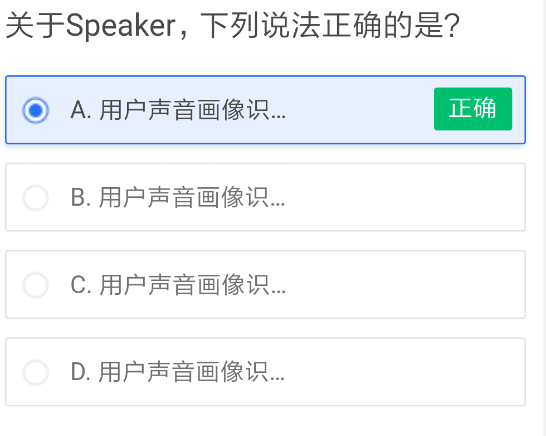 关于Speaker，下列说法正确的是？
A. 用户声音画像识... 正确
B. 用户声音画像识...
C. 用户声音画像识...
D. 用户声音画像识...